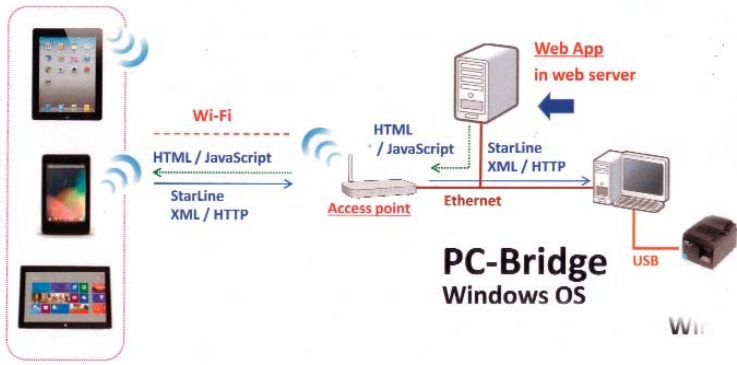 Web App
in web server
Wi-Fi
HTML
/ JavaScript
HTML / JavaScript
StarLine
XML / HTTP
StarLine
XML / HTTP
Access point
Ethernet
PC-Bridge
Windows OS
USB